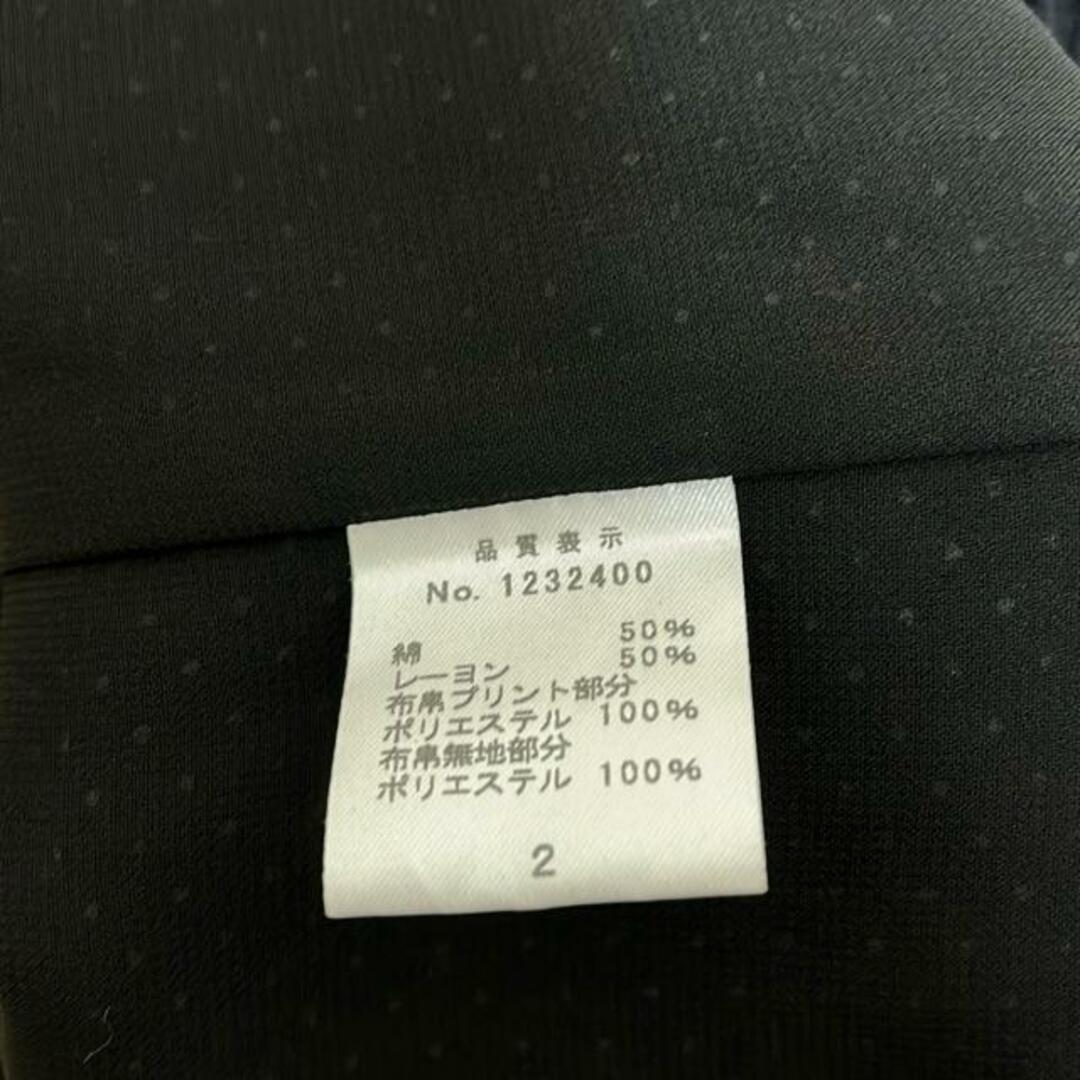 品質表示
No. 1232400
綿 50%
レーヨン 50%
布帛プリント部分
ポリエステル 100%
布帛無地部分
ポリエステル 100%
2